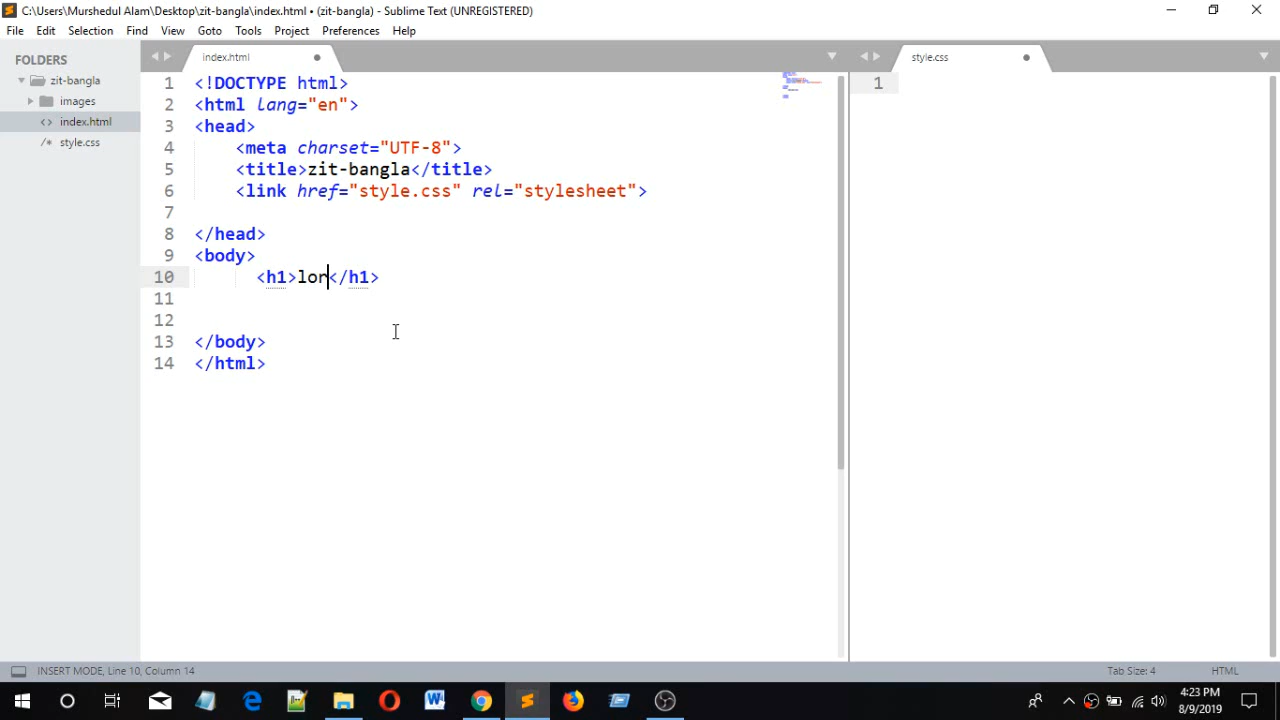 C:\Users\Murshedul Alam\Desktop\zit-bangla\index.html • (zit-bangla) - Sublime Text (UNREGISTERED)
File Edit Selection Find View Goto Tools Project Preferences Help
FOLDERS
zit-bangla
images
<> index.html
/* style.css
index.html
1 <!DOCTYPE html>
2 <html lang="en">
3 <head>
4 <meta charset="UTF-8">
5 <title>zit-bangla</title>
6 <link href="style.css" rel="stylesheet">
7
8 </head>
9 <body>
10 <h1>lor</h1>
11
12
13 </body>
14 </html>
style.css
1
INSERT MODE, Line 10, Column 14
Tab Size: 4 HTML
4:23 PM
8/9/2019